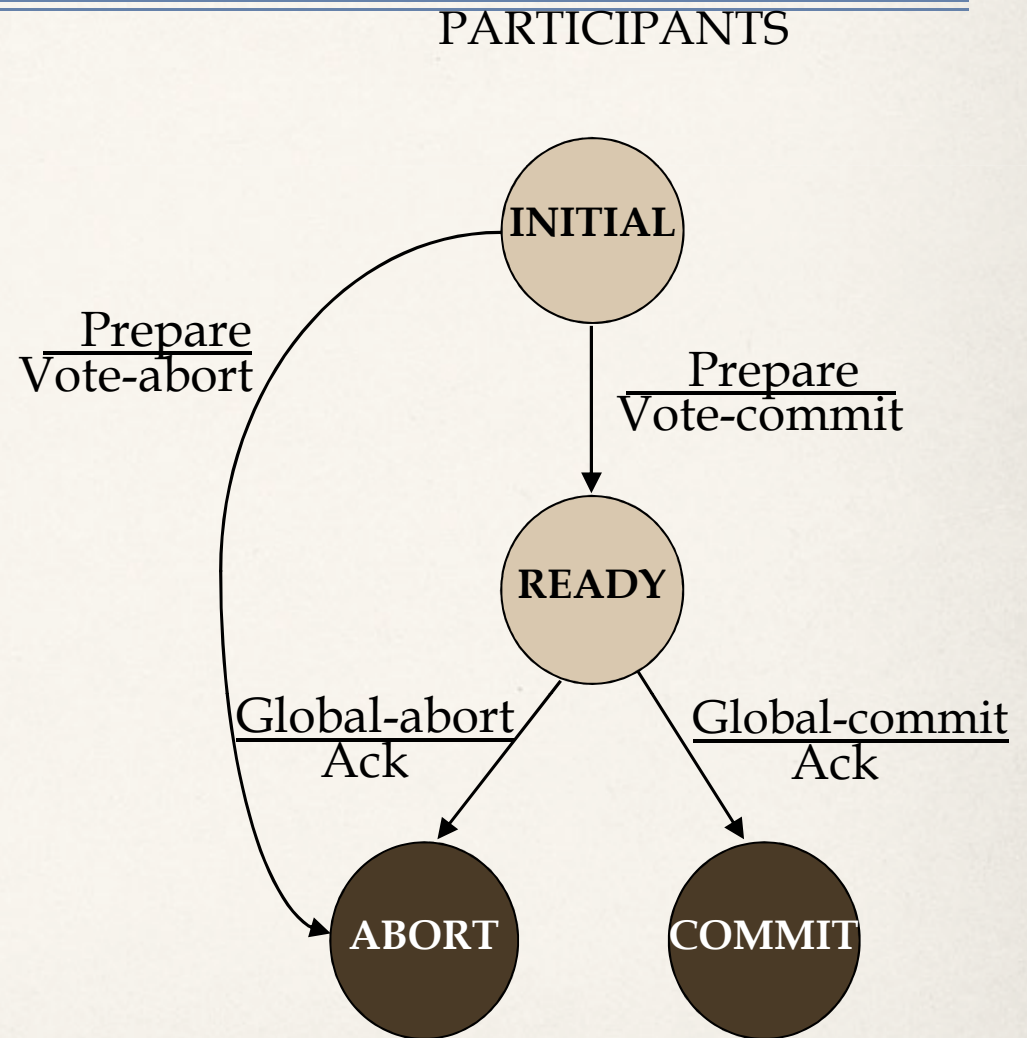 PARTICIPANTS
INITIAL
Prepare
Vote-abort
Prepare
Vote-commit
READY
Global-abort
Ack
Global-commit
Ack
ABORT
COMMIT